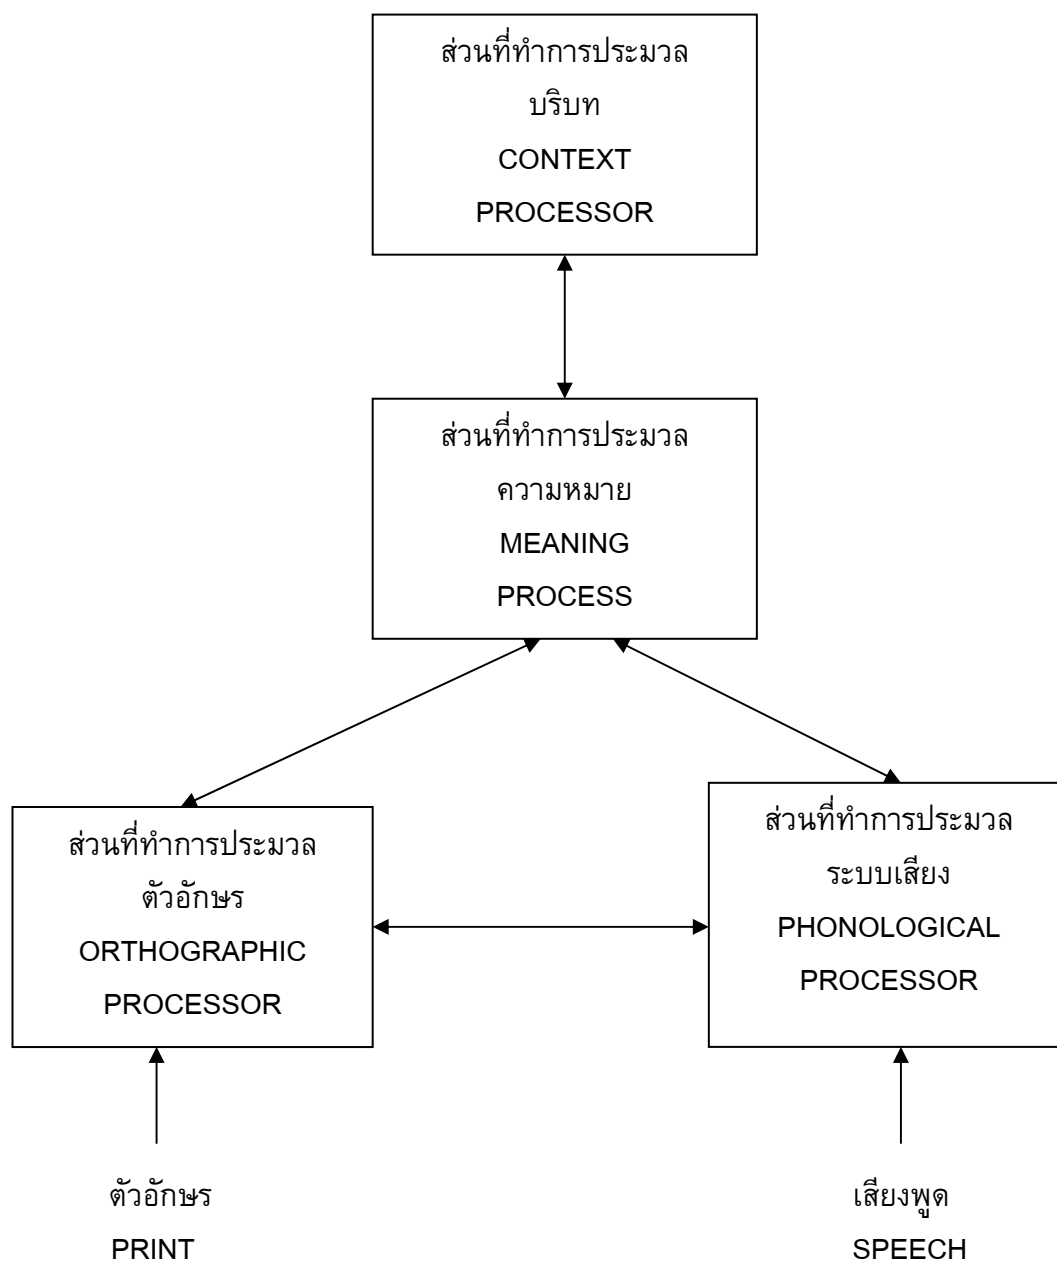 ส่วนที่ทำการประมวล
บริบท
CONTEXT
PROCESSOR
ส่วนที่ทำการประมวล
ความหมาย
MEANING
PROCESS
ส่วนที่ทำการประมวล
ตัวอักษร
ORTHOGRAPHIC
PROCESSOR
ส่วนที่ทำการประมวล
ระบบเสียง
PHONOLOGICAL
PROCESSOR
ตัวอักษร
PRINT
เสียงพูด
SPEECH